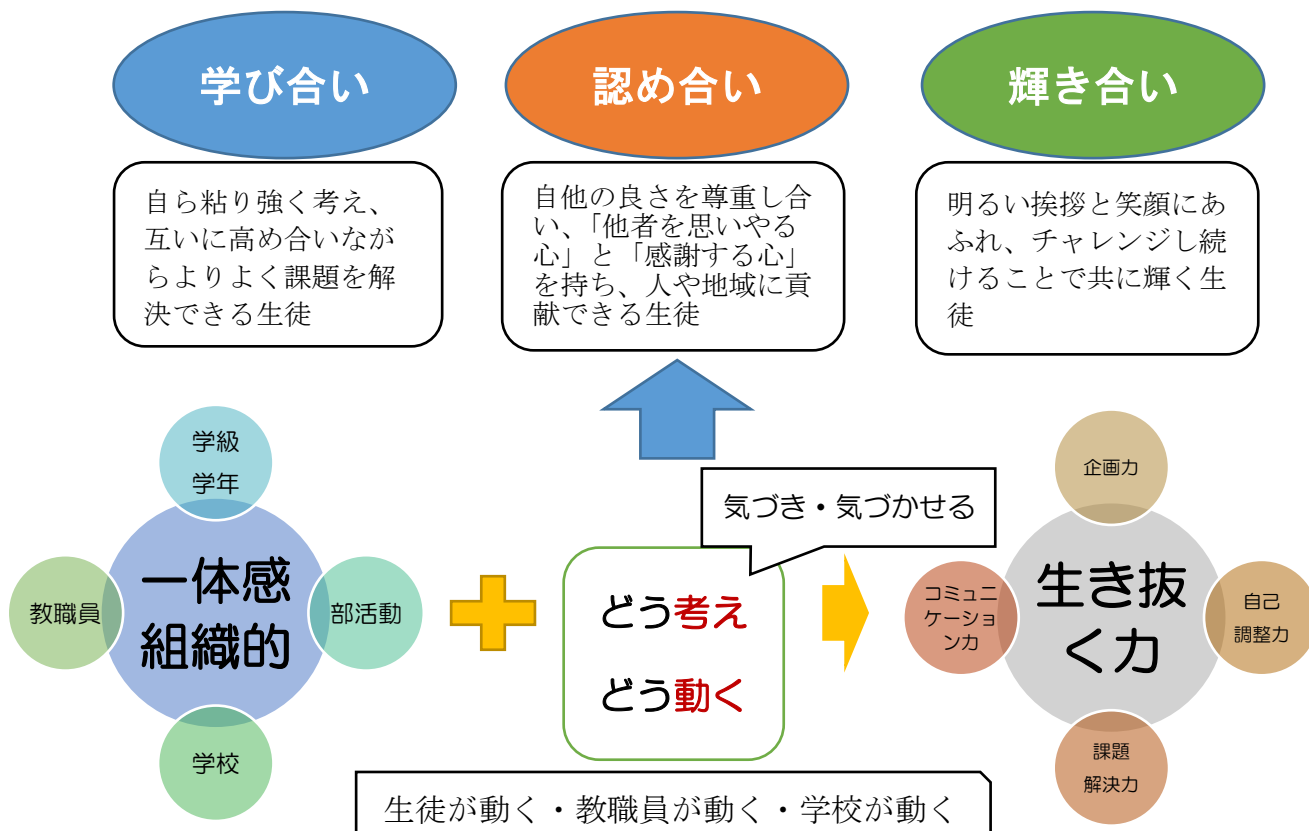 学び合い
認め合い
輝き合い
自ら粘り強く考え、
互いに高め合いなが
らよりよく課題を解
決できる生徒
自他の良さを尊重し合
い、「他者を思いやる
心」と「感謝する心」
を持ち、人や地域に貢
献できる生徒
明るい挨拶と笑顔にあ
ふれ、チャレンジし続
けることで共に輝く生
徒
学級
学年
教職員
一体感
組織的
部活動
学校
気づき・気づかせる
どう考え
どう動く
企画力
コミュニ
ケーショ
ン力
生き抜
く力
自己
調整力
課題
解決力
生徒が動く・教職員が動く・学校が動く